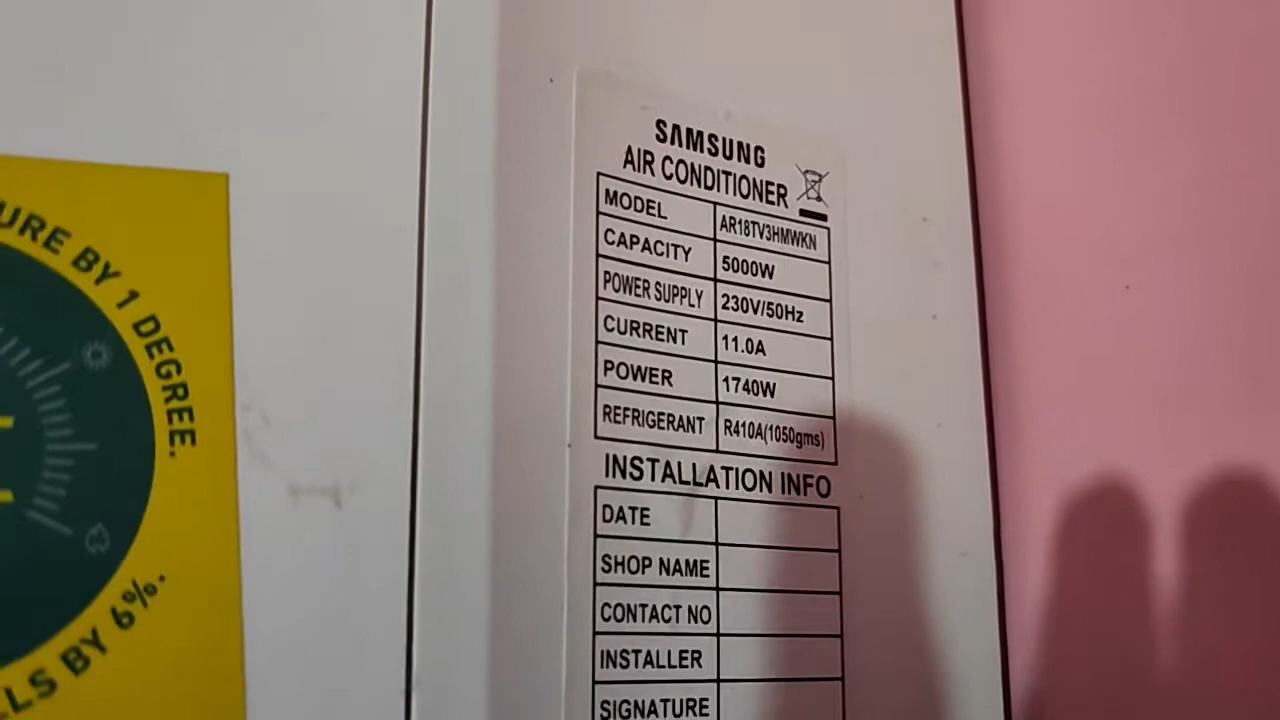 URE BY 1 DEGREE.
LLS BY 6%.
SAMSUNG
AIR CONDITIONER
MODEL AR18TV3HMWKN
CAPACITY 5000W
POWER SUPPLY 230V/50Hz
CURRENT 11.0A
POWER 1740W
REFRIGERANT R410A(1050gms)
INSTALLATION INFO
DATE
SHOP NAME
CONTACT NO
INSTALLER
SIGNATURE